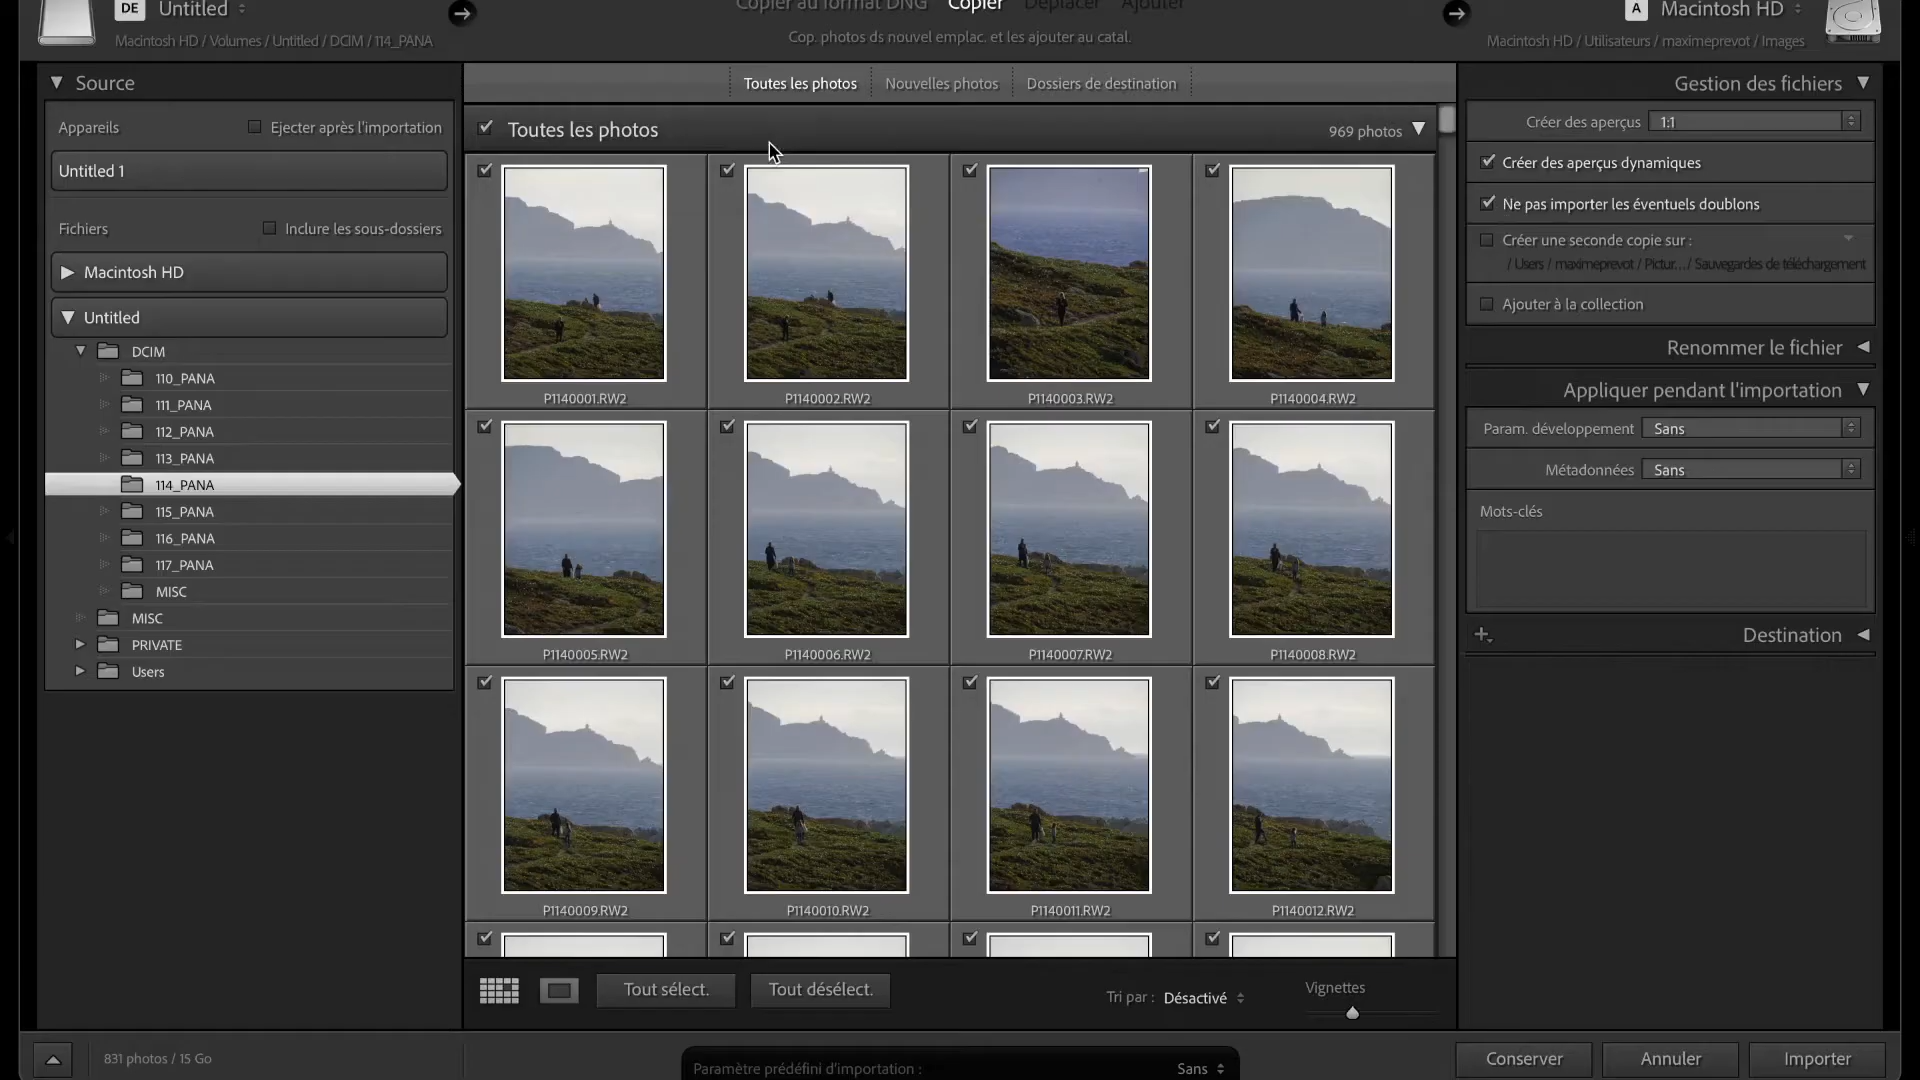 DE Untitled
Macintosh HD / Volumes / Untitled / DCIM / 114_PANA
Copier au format DNG Copier Déplacer Ajouter
Cop. photos ds nouvel emplac. et les ajouter au catal.
A Macintosh HD
Macintosh HD / Utilisateurs / maximeprevot / Images
Source
Appareils Ejecter après l'importation
Untitled 1
Fichiers Inclure les sous-dossiers
Macintosh HD
Untitled
DCIM
110_PANA
111_PANA
112_PANA
113_PANA
114_PANA
115_PANA
116_PANA
117_PANA
MISC
MISC
PRIVATE
Users
Toutes les photos Nouvelles photos Dossiers de destination
Toutes les photos 969 photos
P1140001.RW2 P1140002.RW2 P1140003.RW2 P1140004.RW2
P1140005.RW2 P1140006.RW2 P1140007.RW2 P1140008.RW2
P1140009.RW2 P1140010.RW2 P1140011.RW2 P1140012.RW2
Tout sélect. Tout désélect. Tri par : Désactivé Vignettes
Gestion des fichiers
Créer des aperçus 1:1
Créer des aperçus dynamiques
Ne pas importer les éventuels doublons
Créer une seconde copie sur :
/ Users / maximeprevot / Pictur... / Sauvegardes de téléchargement
Ajouter à la collection
Renommer le fichier
Appliquer pendant l'importation
Param. développement Sans
Métadonnées Sans
Mots-clés
Destination
831 photos / 15 Go
Paramètre prédéfini d'importation : Sans
Conserver Annuler Importer